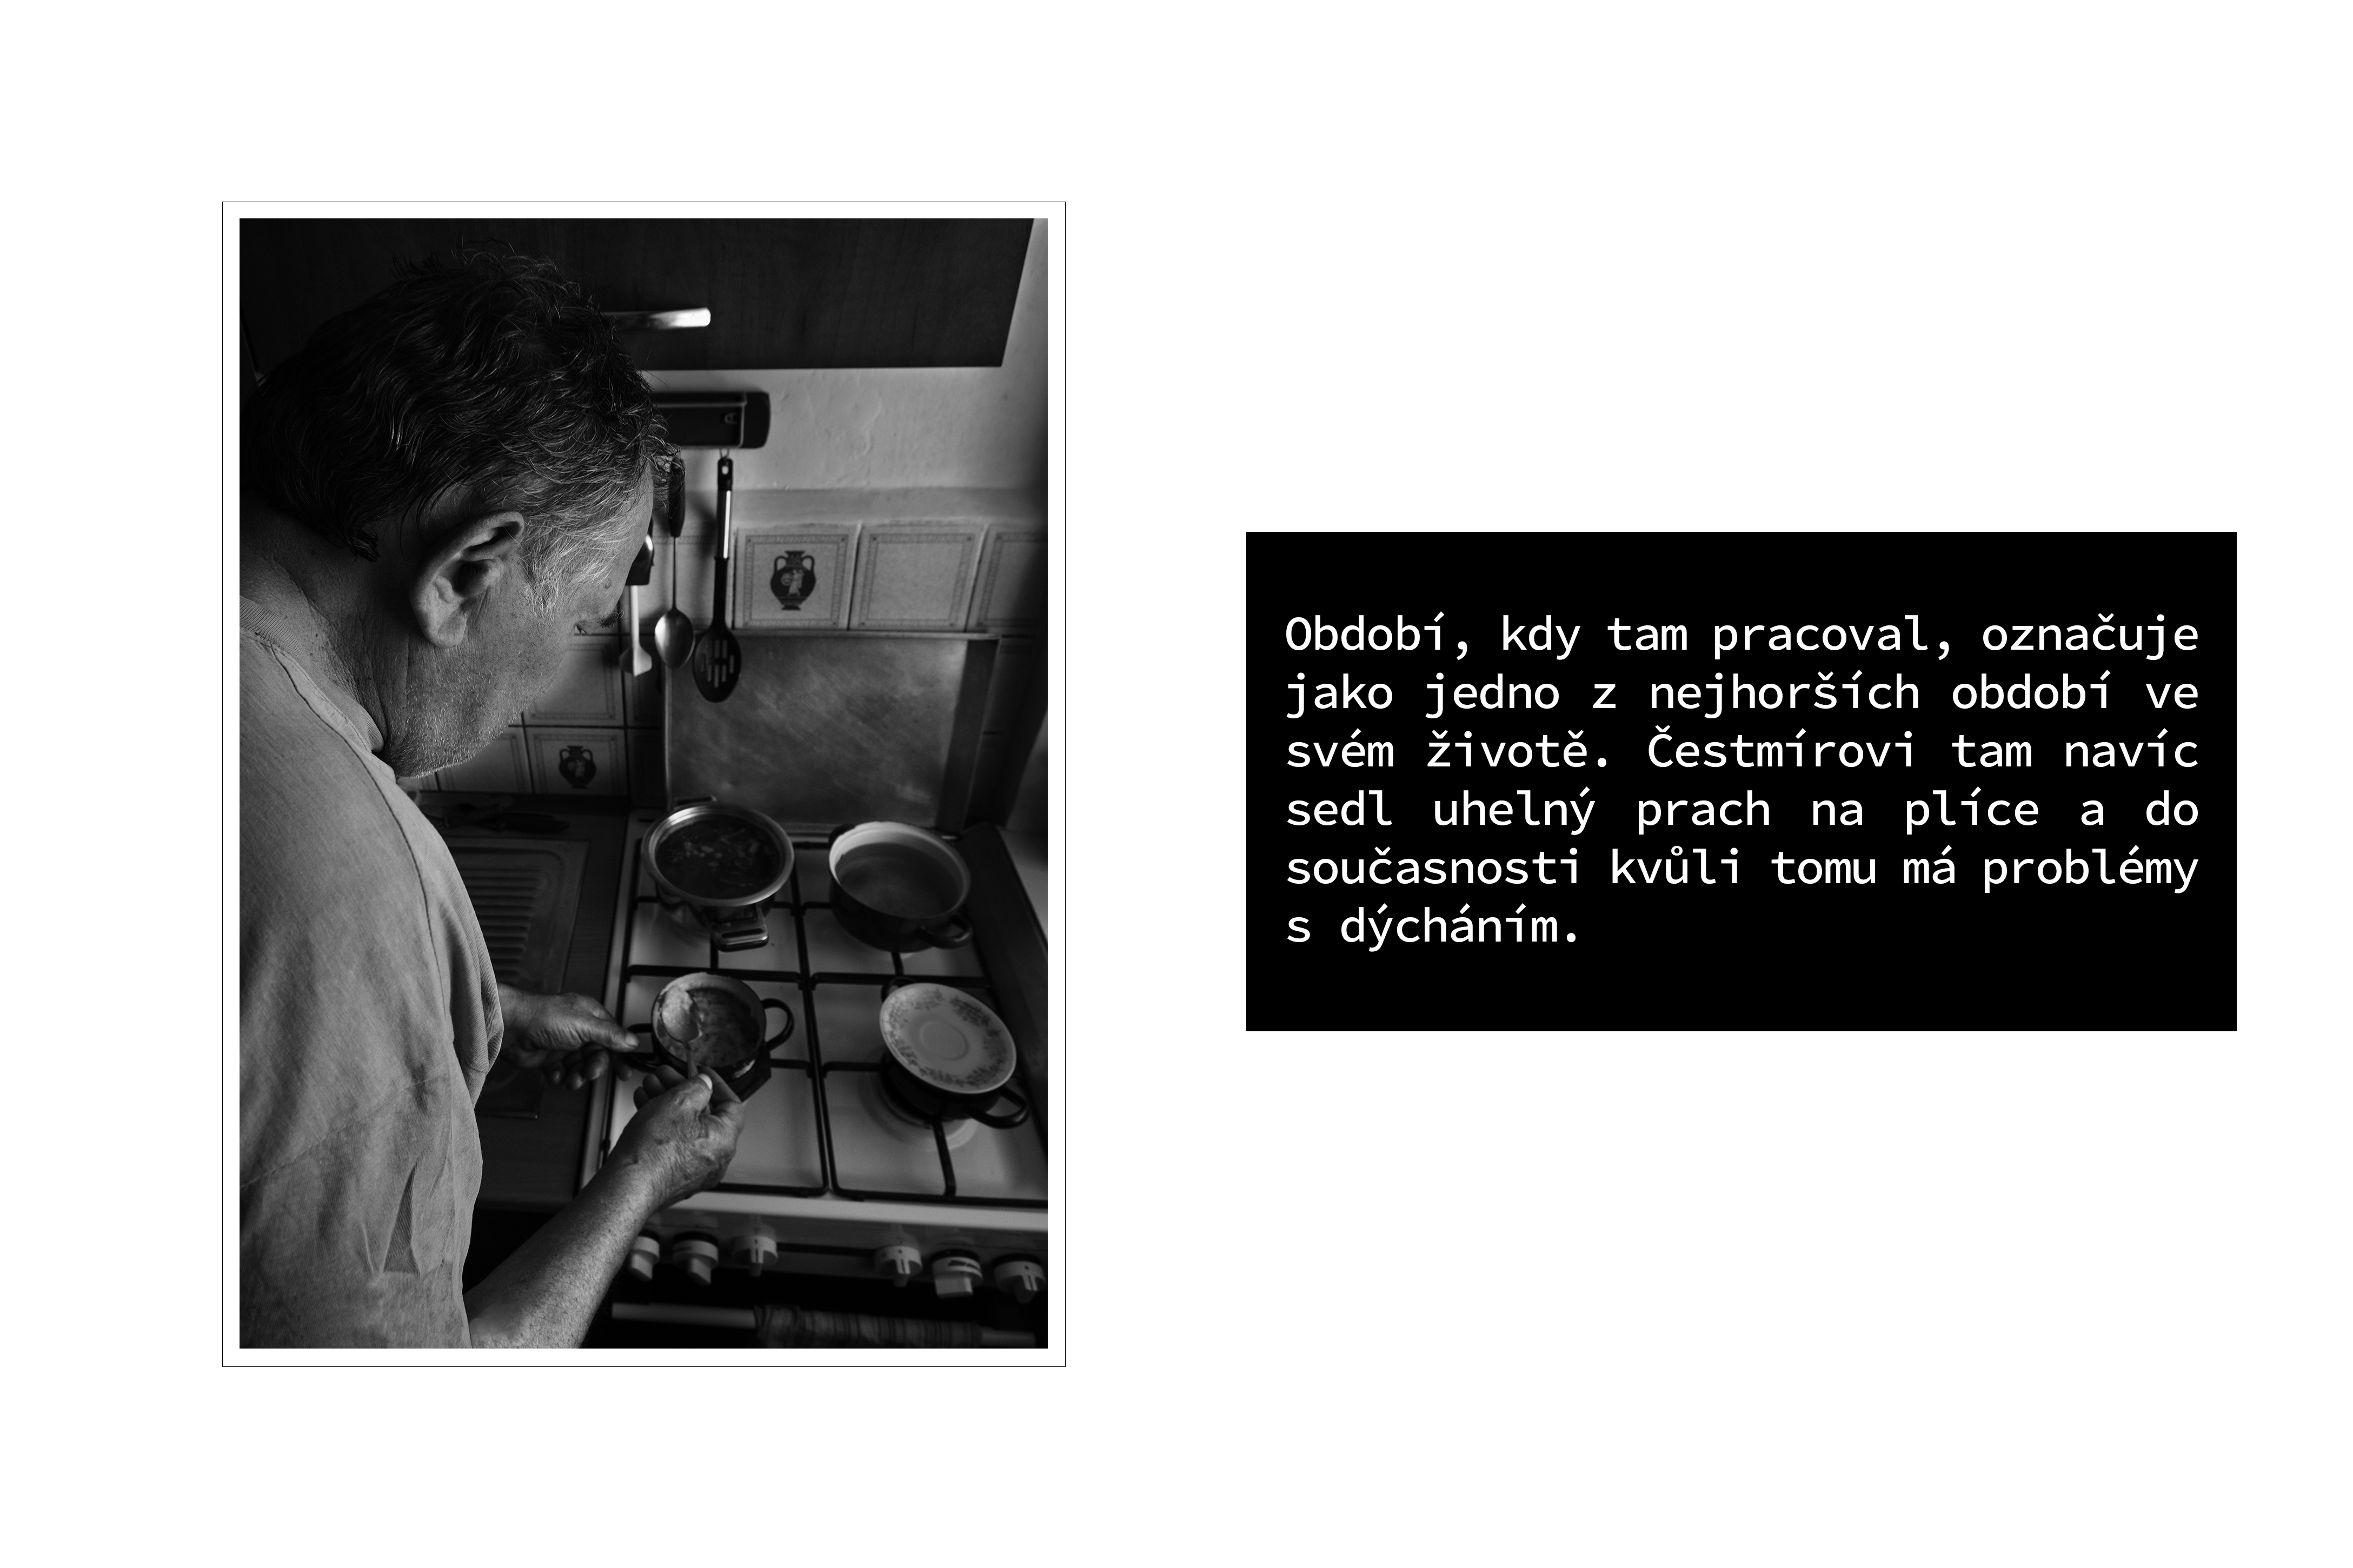 Období, kdy tam pracoval, označuje
jako jedno z nejhorších období ve
svém životě. Čestmírovi tam navíc
sedl uhelný prach na plíce a do
současnosti kvůli tomu má problémy
s dýcháním.